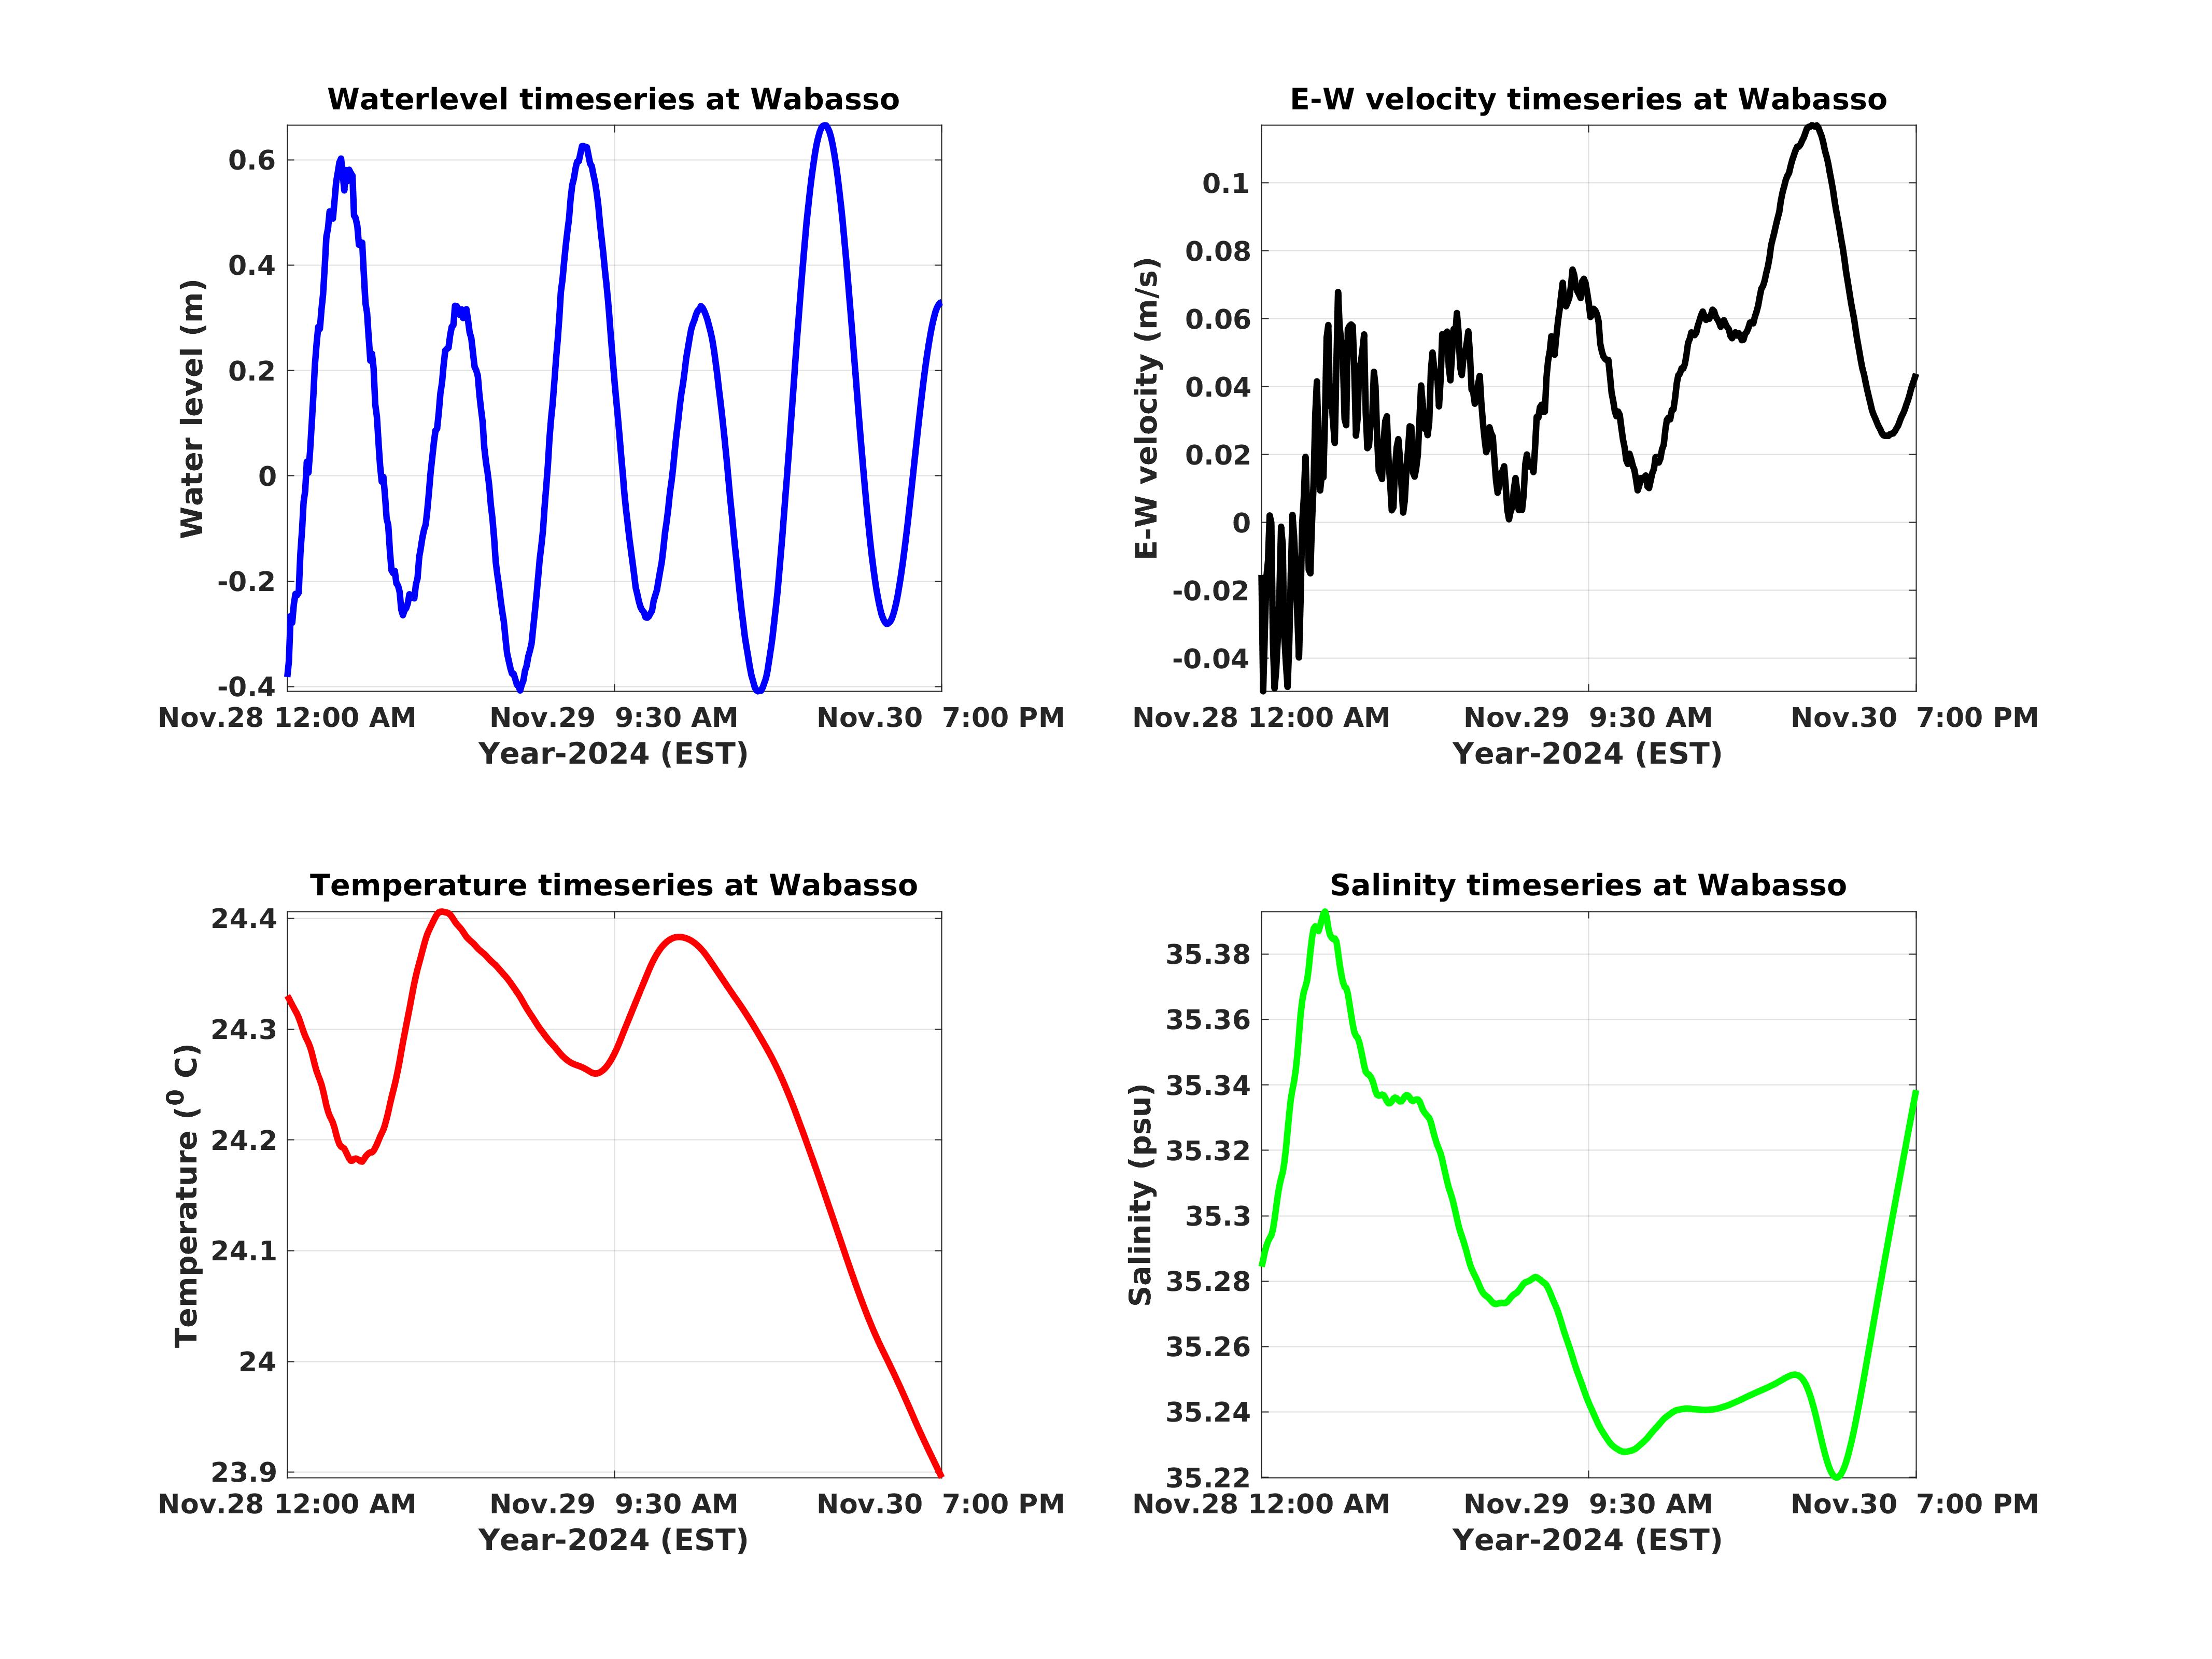 Waterlevel timeseries at Wabasso
0.6
0.4
0.2
0
-0.2
-0.4
Water level (m)
Nov.28 12:00 AM Nov.29 9:30 AM Nov.30 7:00 PM
Year-2024 (EST)
E-W velocity timeseries at Wabasso
0.1
0.08
0.06
0.04
0.02
0
-0.02
-0.04
E-W velocity (m/s)
Nov.28 12:00 AM Nov.29 9:30 AM Nov.30 7:00 PM
Year-2024 (EST)
Temperature timeseries at Wabasso
24.4
24.3
24.2
24.1
24
23.9
Temperature (⁰ C)
Nov.28 12:00 AM Nov.29 9:30 AM Nov.30 7:00 PM
Year-2024 (EST)
Salinity timeseries at Wabasso
35.38
35.36
35.34
35.32
35.3
35.28
35.26
35.24
35.22
Salinity (psu)
Nov.28 12:00 AM Nov.29 9:30 AM Nov.30 7:00 PM
Year-2024 (EST)